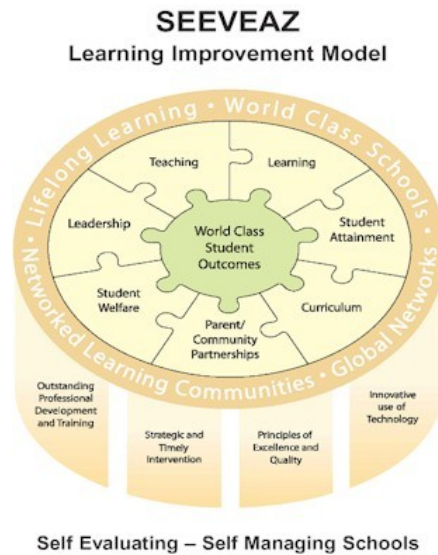 SEEVEAZ
Learning Improvement Model
• Lifelong Learning • World Class Schools •
Teaching
Learning
Leadership
World Class
Student
Outcomes
Student
Attainment
Student
Welfare
Parent/
Community
Partnerships
Curriculum
Networked Learning Communities • Global Networks
Outstanding
Professional
Development
and Training
Strategic and
Timely
Intervention
Principles of
Excellence and
Quality
Innovative
use of
Technology
Self Evaluating – Self Managing Schools